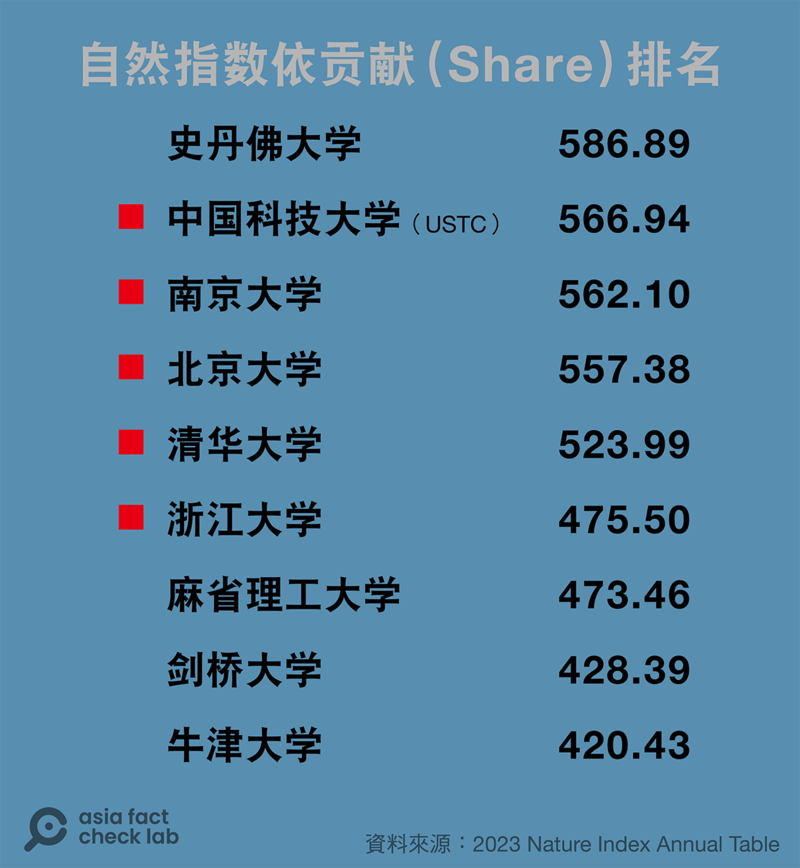 自然指数依贡献（Share）排名
史丹佛大学 586.89
中国科技大学（USTC） 566.94
南京大学 562.10
北京大学 557.38
清华大学 523.99
浙江大学 475.50
麻省理工大学 473.46
剑桥大学 428.39
牛津大学 420.43
asia fact
check lab
資料來源：2023 Nature Index Annual Table